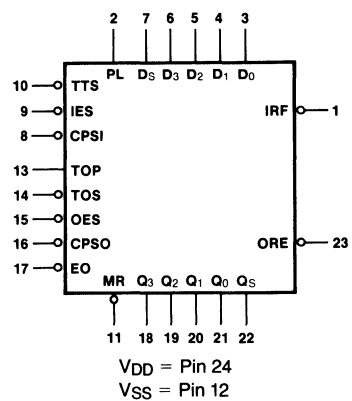 2 7 6 5 4 3
PL DS D3 D2 D1 D0
10 TTS
9 IES IRF 1
8 CPSI
13 TOP
14 TOS
15 OES
16 CPSO ORE 23
17 EO
MR Q3 Q2 Q1 Q0 QS
11 18 19 20 21 22
VDD = Pin 24
VSS = Pin 12